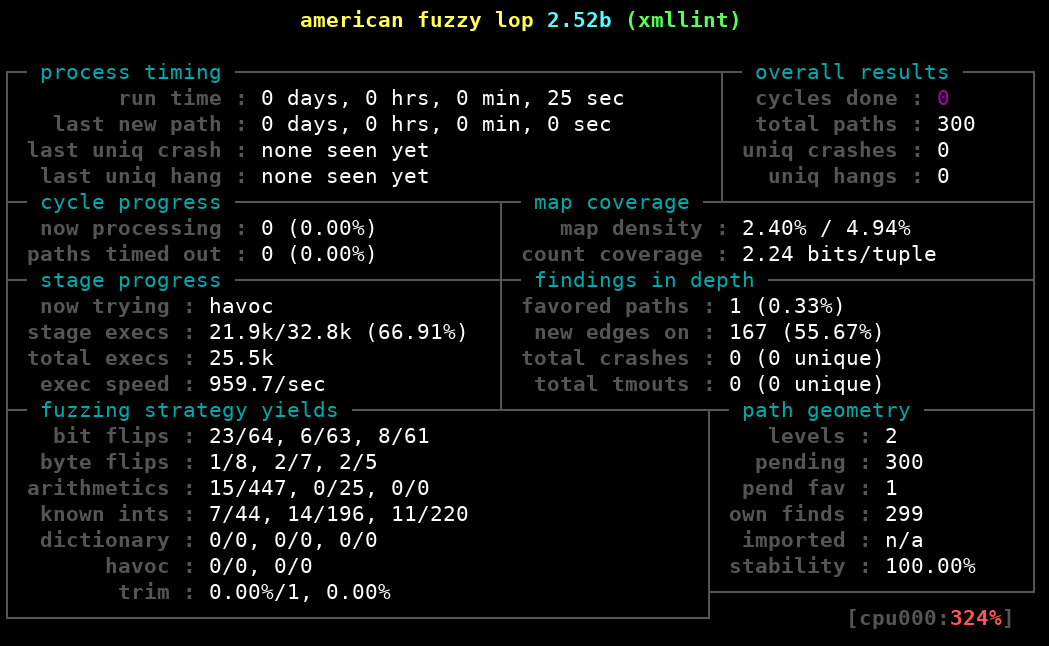 american fuzzy lop 2.52b (xmllint)
process timing
run time : 0 days, 0 hrs, 0 min, 25 sec
last new path : 0 days, 0 hrs, 0 min, 0 sec
last uniq crash : none seen yet
last uniq hang : none seen yet
overall results
cycles done : 0
total paths : 300
uniq crashes : 0
uniq hangs : 0
cycle progress
now processing : 0 (0.00%)
paths timed out : 0 (0.00%)
map coverage
map density : 2.40% / 4.94%
count coverage : 2.24 bits/tuple
stage progress
now trying : havoc
stage execs : 21.9k/32.8k (66.91%)
total execs : 25.5k
exec speed : 959.7/sec
findings in depth
favored paths : 1 (0.33%)
new edges on : 167 (55.67%)
total crashes : 0 (0 unique)
total tmouts : 0 (0 unique)
fuzzing strategy yields
bit flips : 23/64, 6/63, 8/61
byte flips : 1/8, 2/7, 2/5
arithmetics : 15/447, 0/25, 0/0
known ints : 7/44, 14/196, 11/220
dictionary : 0/0, 0/0, 0/0
havoc : 0/0, 0/0
trim : 0.00%/1, 0.00%
path geometry
levels : 2
pending : 300
pend fav : 1
own finds : 299
imported : n/a
stability : 100.00%
[cpu000:324%]